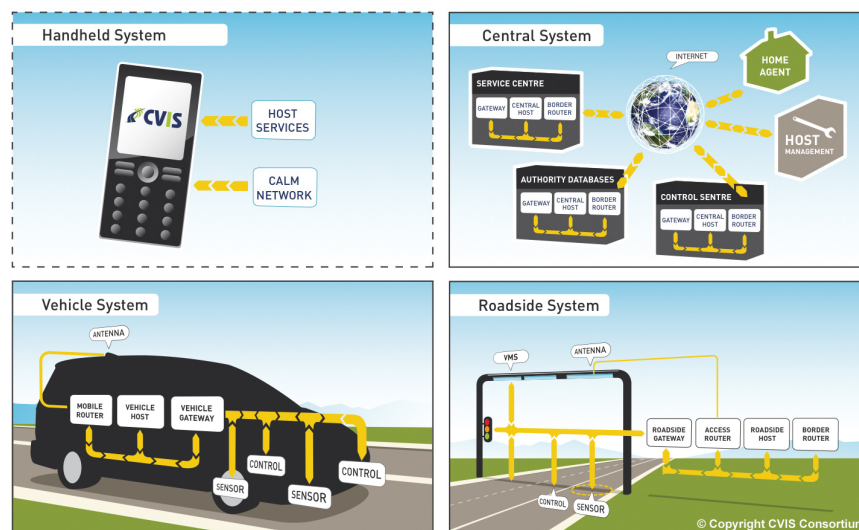 Handheld System
CVIS
HOST
SERVICES
CALM
NETWORK
Central System
INTERNET
HOME
AGENT
SERVICE CENTRE
GATEWAY
CENTRAL
HOST
BORDER
ROUTER
HOST
MANAGEMENT
AUTHORITY DATABASES
GATEWAY
CENTRAL
HOST
BORDER
ROUTER
CONTROL SENTRE
GATEWAY
CENTRAL
HOST
BORDER
ROUTER
Vehicle System
ANTENNA
MOBILE
ROUTER
VEHICLE
HOST
VEHICLE
GATEWAY
SENSOR
CONTROL
SENSOR
CONTROL
Roadside System
VMS
ANTENNA
ROADSIDE
GATEWAY
ACCESS
ROUTER
ROADSIDE
HOST
BORDER
ROUTER
CONTROL
SENSOR
© Copyright CVIS Consortium